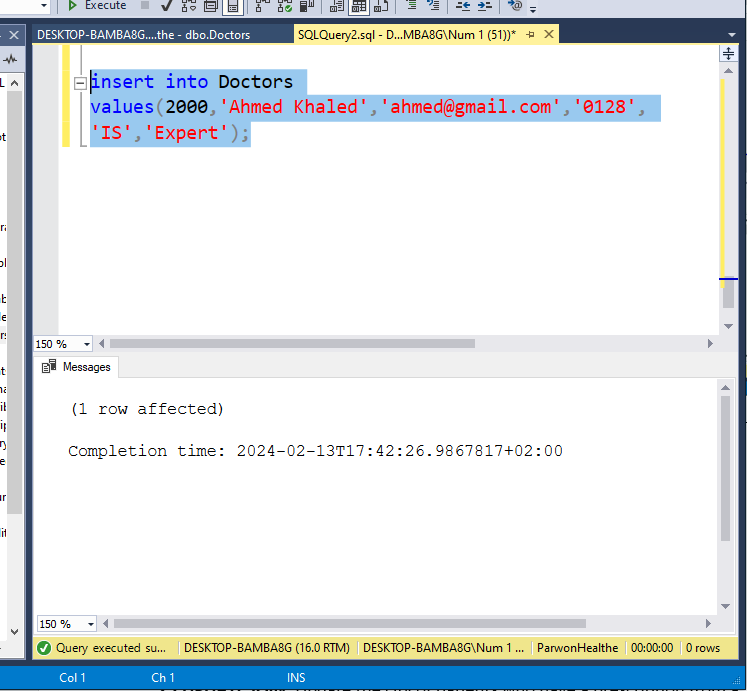 Execute
DESKTOP-BAMBA8G....the - dbo.Doctors
SQLQuery2.sql - D...MBA8G\Num 1 (51))*
insert into Doctors
values(2000,'Ahmed Khaled','ahmed@gmail.com','0128',
'IS','Expert');
150 %
Messages
(1 row affected)
Completion time: 2024-02-13T17:42:26.9867817+02:00
150 %
Query executed su... DESKTOP-BAMBA8G (16.0 RTM) DESKTOP-BAMBA8G\Num 1 ... ParwonHealthe 00:00:00 0 rows
Col 1 Ch 1 INS